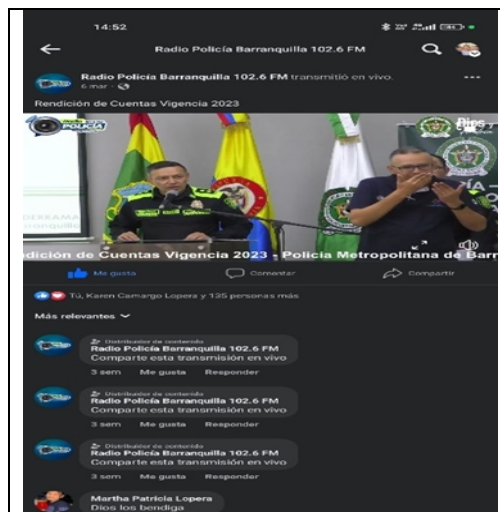 14:52
Radio Policía Barranquilla 102.6 FM
Radio Policía Barranquilla 102.6 FM transmitió en vivo.
6 mar
Rendición de Cuentas Vigencia 2023
POLICÍA
ndición de Cuentas Vigencia 2023 - Policía Metropolitana de Barr
Me gusta Comentar Compartir
Tú, Karen Camargo Lopera y 135 personas más
Más relevantes
Distribuidor de contenido
Radio Policía Barranquilla 102.6 FM
Comparte esta transmisión en vivo
3 sem Me gusta Responder
Distribuidor de contenido
Radio Policía Barranquilla 102.6 FM
Comparte esta transmisión en vivo
3 sem Me gusta Responder
Distribuidor de contenido
Radio Policía Barranquilla 102.6 FM
Comparte esta transmisión en vivo
3 sem Me gusta Responder
Martha Patricia Lopera
Dios los bendiga